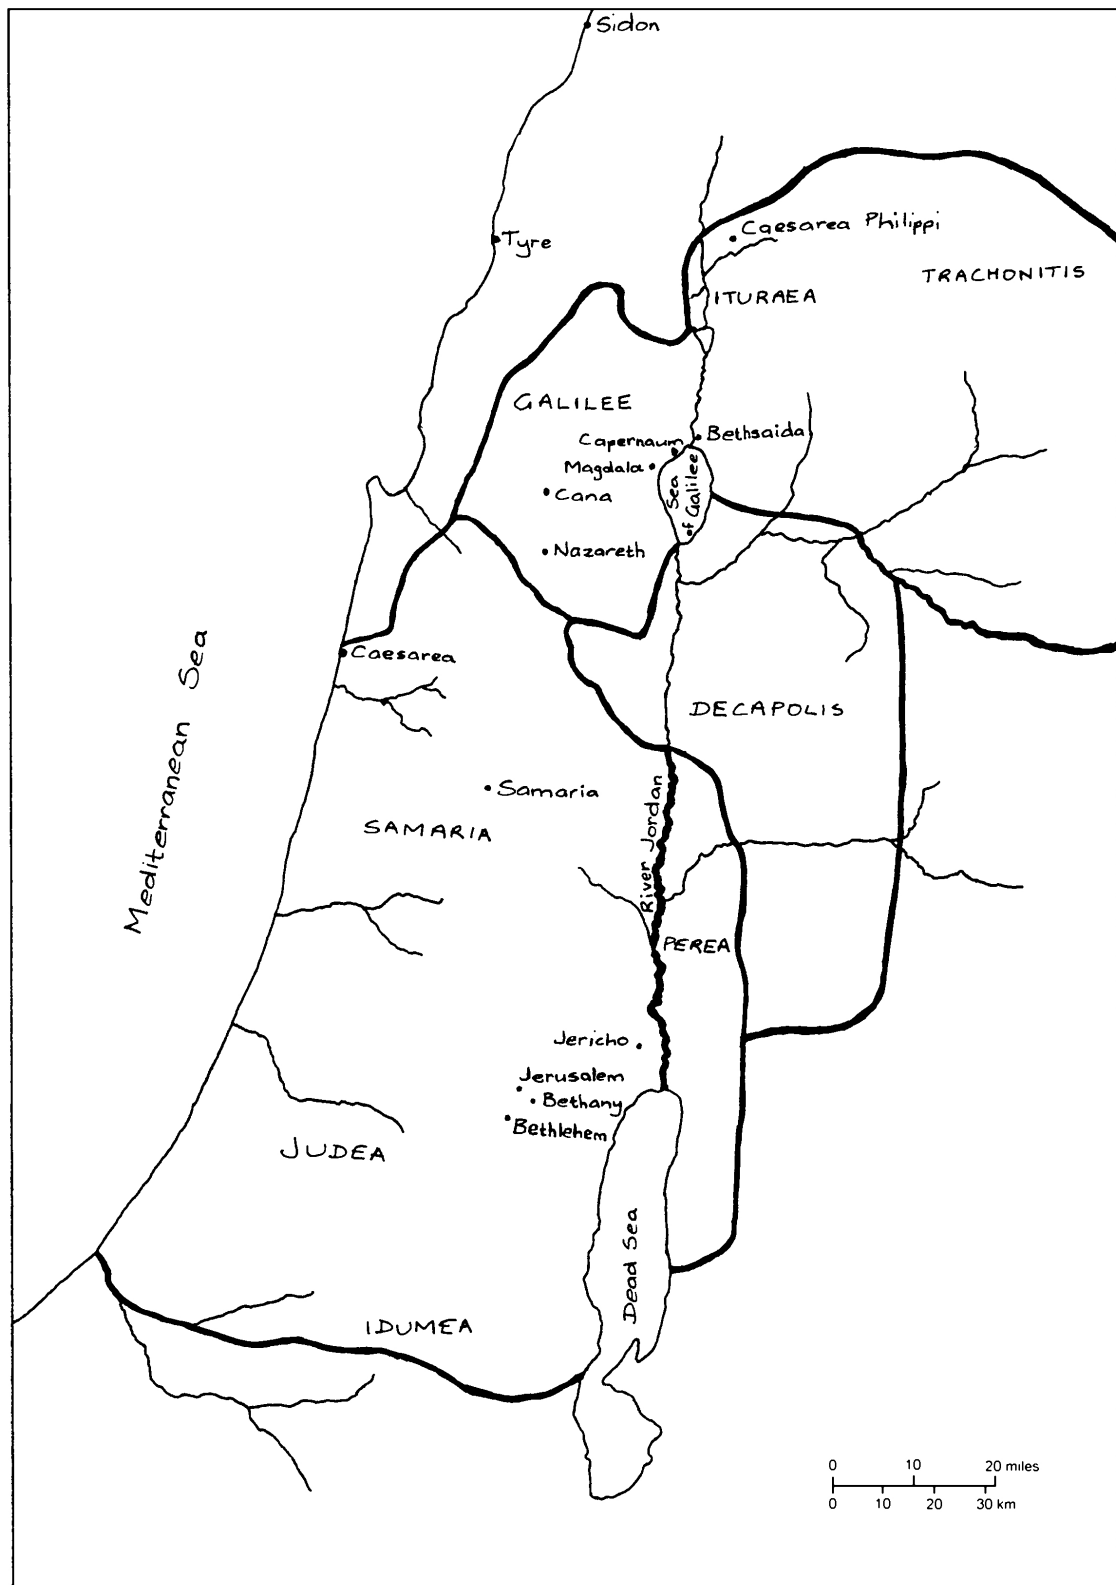 Sidon
Tyre
Caesarea Philippi
TRACHONITIS
ITURAEA
GALILEE
Bethsaida
Capernaum
Magdala
Sea
of Galilee
Cana
Nazareth
Caesarea
Mediterranean Sea
DECAPOLIS
Samaria
SAMARIA
River Jordan
PEREA
Jericho
Jerusalem
Bethany
Bethlehem
JUDEA
Dead Sea
IDUMEA
0 10 20 miles
0 10 20 30 km